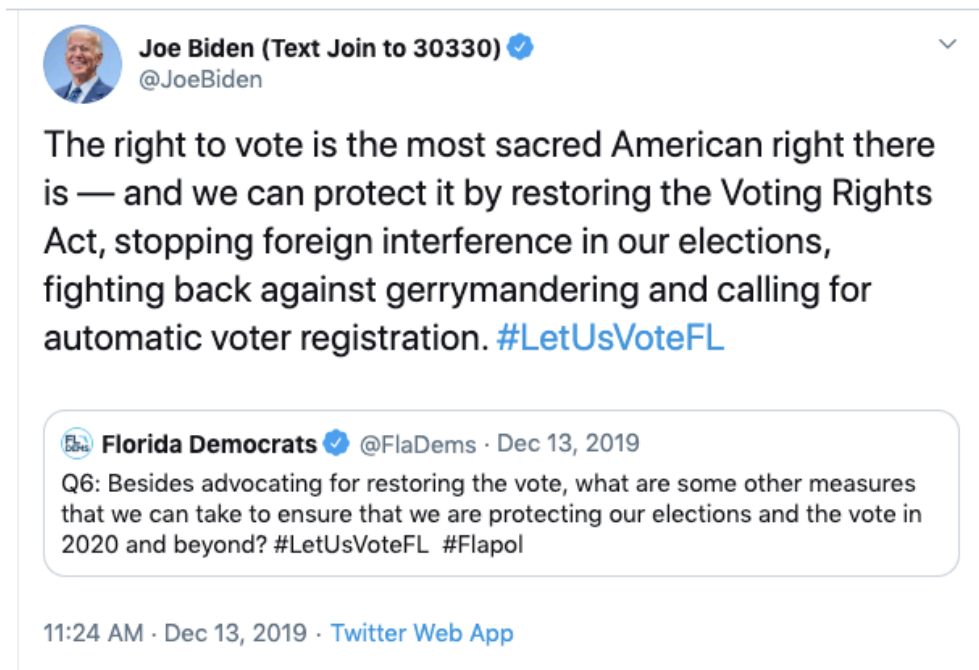 Joe Biden (Text Join to 30330)
@JoeBiden
The right to vote is the most sacred American right there
is — and we can protect it by restoring the Voting Rights
Act, stopping foreign interference in our elections,
fighting back against gerrymandering and calling for
automatic voter registration. #LetUsVoteFL
FL DEMS Florida Democrats @FlaDems · Dec 13, 2019
Q6: Besides advocating for restoring the vote, what are some other measures
that we can take to ensure that we are protecting our elections and the vote in
2020 and beyond? #LetUsVoteFL #Flapol
11:24 AM · Dec 13, 2019 · Twitter Web App